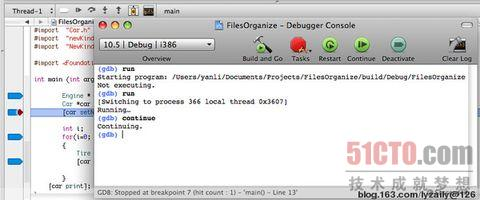 Thread-1
main
FilesOrganize
#import "Car.h"
#import "newKind
#import "newKind
#import <Foundation
int main (int arg
Engine *
Car *car
[car setN
int i;
for(i=0;
{
Tire
[car
}
[car print];
FilesOrganize – Debugger Console
10.5 | Debug | i386
Overview
Build and Go
Tasks
Restart
Continue
Deactivate
Clear Log
(gdb) run
Starting program: /Users/yanli/Documents/Projects/FilesOrganize/build/Debug/FilesOrganize
Not executing.
(gdb) run
[Switching to process 366 local thread 0x3607]
Running…
(gdb) continue
Continuing.
(gdb)
GDB: Stopped at breakpoint 7 (hit count : 1) - 'main() - Line 13'
51CTO.com
技术成就梦想
blog.163.com/lyzaily@126